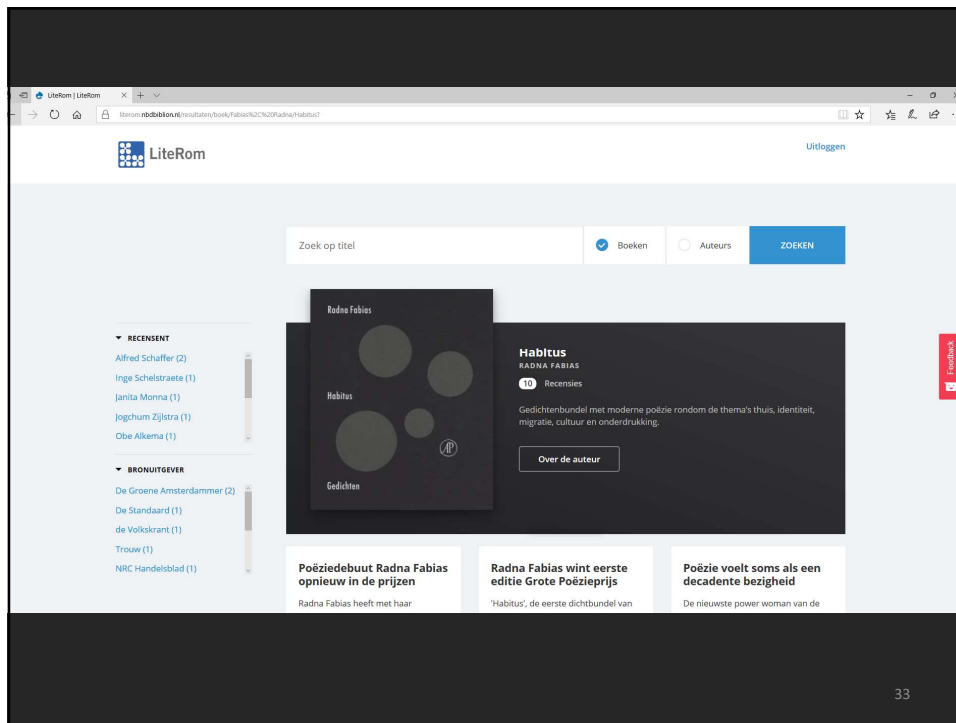 LiteRom | LiteRom
literom.nbdbiblion.nl/resultaten/boek/Fabias%2C%20Radna/Habitus?
LiteRom
Uitloggen
Zoek op titel
Boeken
Auteurs
ZOEKEN
RECENSENT
Alfred Schaffer (2)
Inge Schelstraete (1)
Janita Monna (1)
Jogchum Zijlstra (1)
Obe Alkema (1)
BRONUITGEVER
De Groene Amsterdammer (2)
De Standaard (1)
de Volkskrant (1)
Trouw (1)
NRC Handelsblad (1)
Radna Fabias
Habitus
AP
Gedichten
Habitus
RADNA FABIAS
10 Recensies
Gedichtenbundel met moderne poëzie rondom de thema's thuis, identiteit,
migratie, cultuur en onderdrukking.
Over de auteur
Feedback
Poëziedebuut Radna Fabias
opnieuw in de prijzen
Radna Fabias heeft met haar
Radna Fabias wint eerste
editie Grote Poëzieprijs
'Habitus', de eerste dichtbundel van
Poëzie voelt soms als een
decadente bezigheid
De nieuwste power woman van de
33